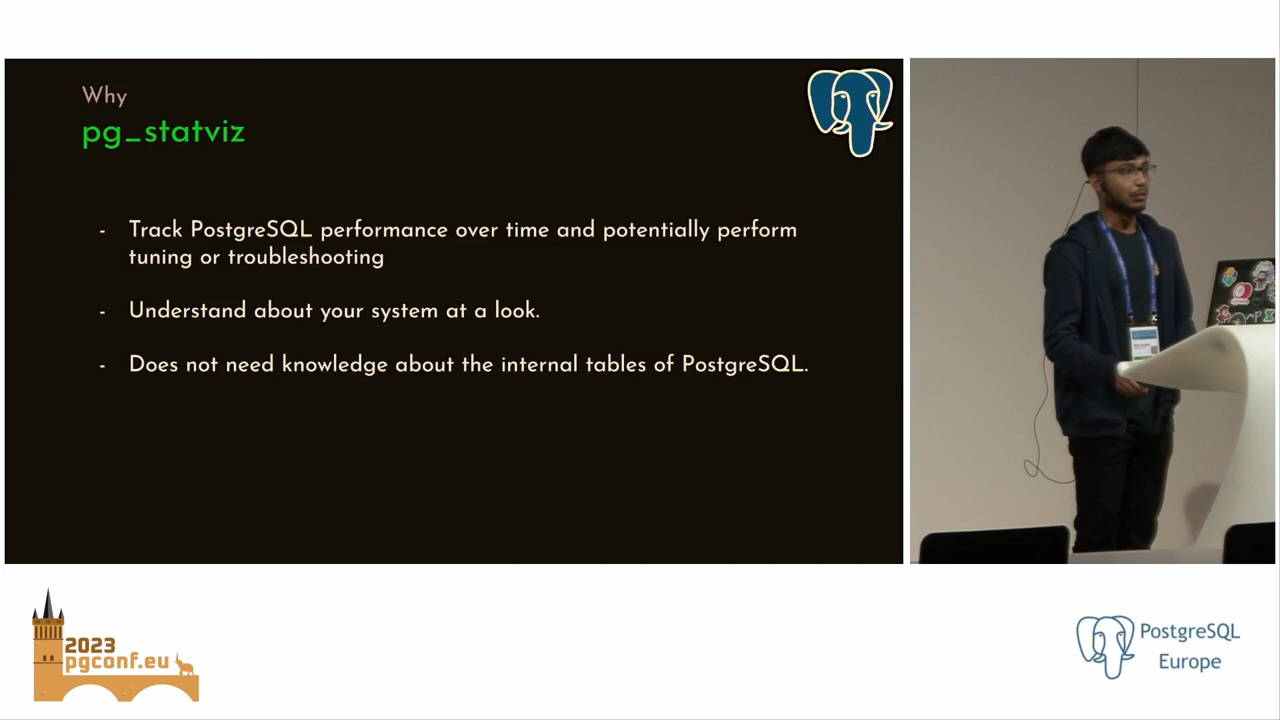 Why
pg_statviz
- Track PostgreSQL performance over time and potentially perform
tuning or troubleshooting
- Understand about your system at a look.
- Does not need knowledge about the internal tables of PostgreSQL.
2023
pgconf.eu
PostgreSQL
Europe